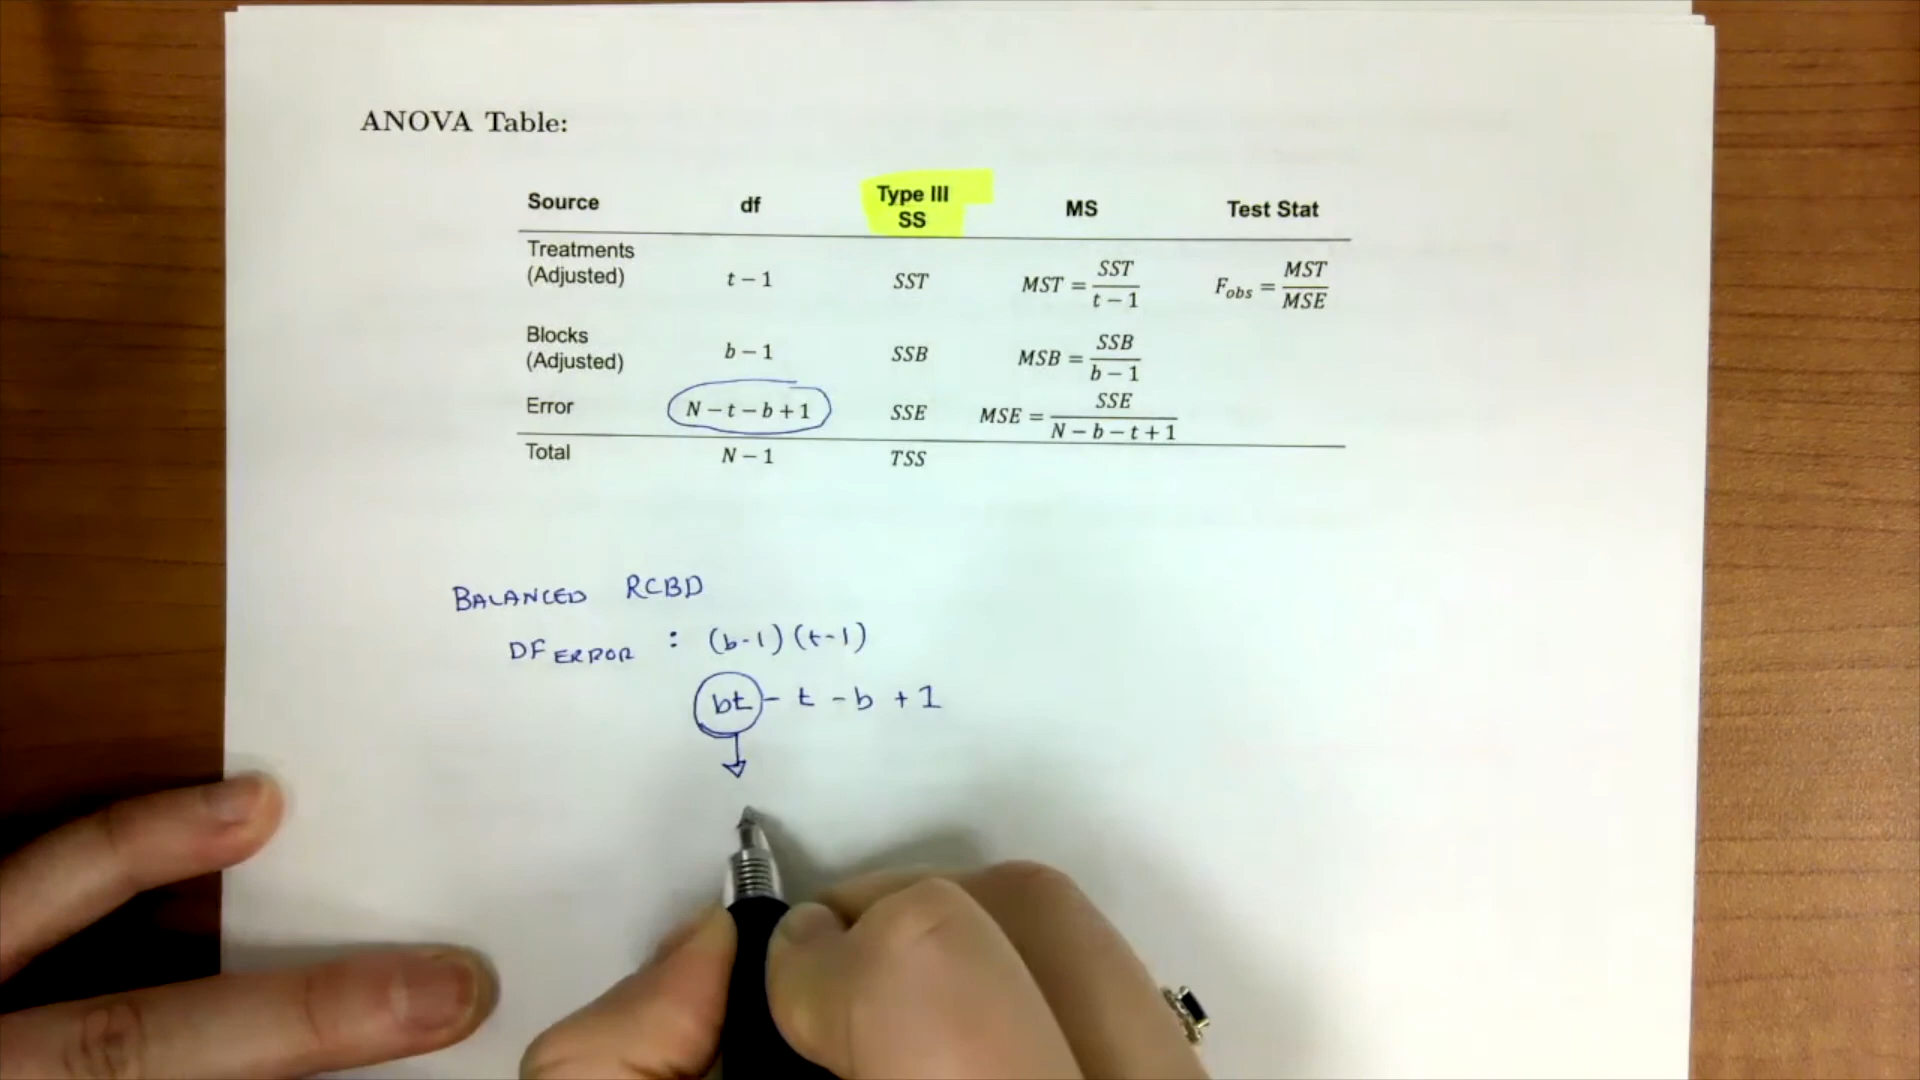 ANOVA Table:
Source df Type III SS MS Test Stat
Treatments (Adjusted) t − 1 SST MST = SST / t − 1 F_obs = MST / MSE
Blocks (Adjusted) b − 1 SSB MSB = SSB / b − 1
Error N − t − b + 1 SSE MSE = SSE / N − b − t + 1
Total N − 1 TSS
BALANCED RCBD
DF ERROR : (b-1)(t-1)
bt - t - b + 1